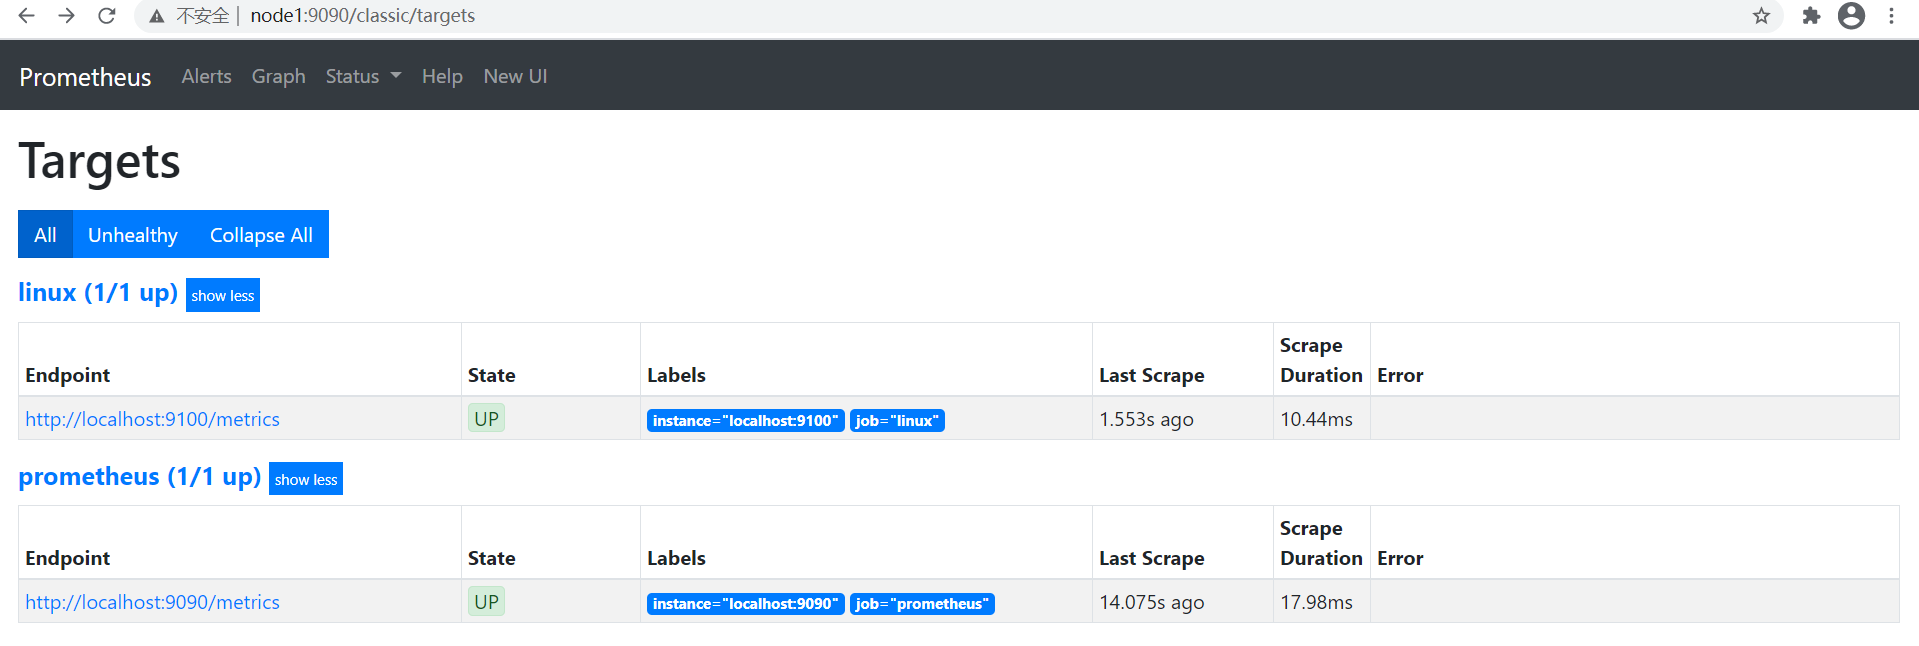 不安全 | node1:9090/classic/targets
Prometheus Alerts Graph Status Help New UI
Targets
All Unhealthy Collapse All
linux (1/1 up) show less
Endpoint State Labels Last Scrape Scrape Duration Error
http://localhost:9100/metrics UP instance="localhost:9100" job="linux" 1.553s ago 10.44ms
prometheus (1/1 up) show less
Endpoint State Labels Last Scrape Scrape Duration Error
http://localhost:9090/metrics UP instance="localhost:9090" job="prometheus" 14.075s ago 17.98ms